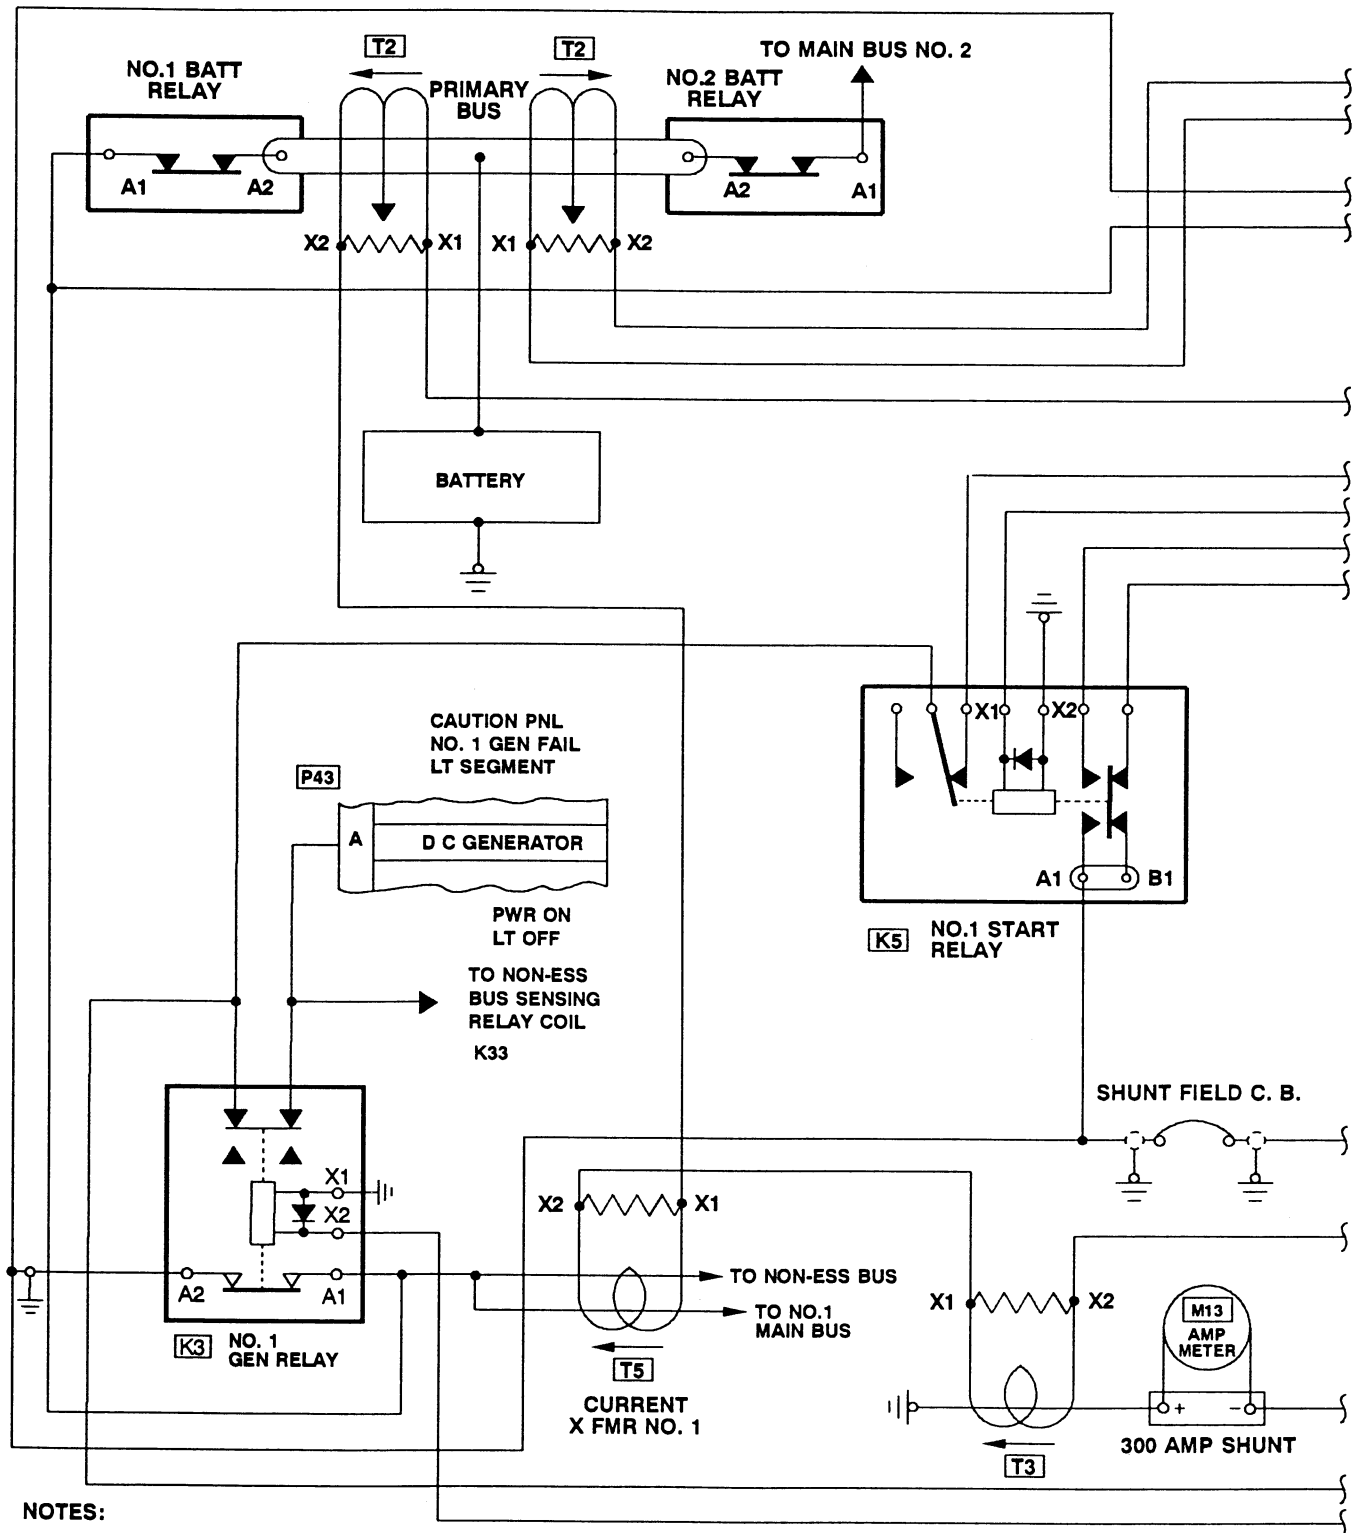 T2
T2
TO MAIN BUS NO. 2
NO.1 BATT
RELAY
PRIMARY
BUS
NO.2 BATT
RELAY
A1
A2
A2
A1
X2
X1
X1
X2
BATTERY
CAUTION PNL
NO. 1 GEN FAIL
LT SEGMENT
P43
A
D C GENERATOR
PWR ON
LT OFF
X1
X2
A1
B1
K5
NO.1 START
RELAY
TO NON-ESS
BUS SENSING
RELAY COIL
K33
SHUNT FIELD C. B.
X1
X2
A2
A1
K3
NO. 1
GEN RELAY
X2
X1
TO NON-ESS BUS
TO NO.1
MAIN BUS
T5
CURRENT
X FMR NO. 1
X1
X2
T3
M13
AMP
METER
+
−
300 AMP SHUNT
NOTES: